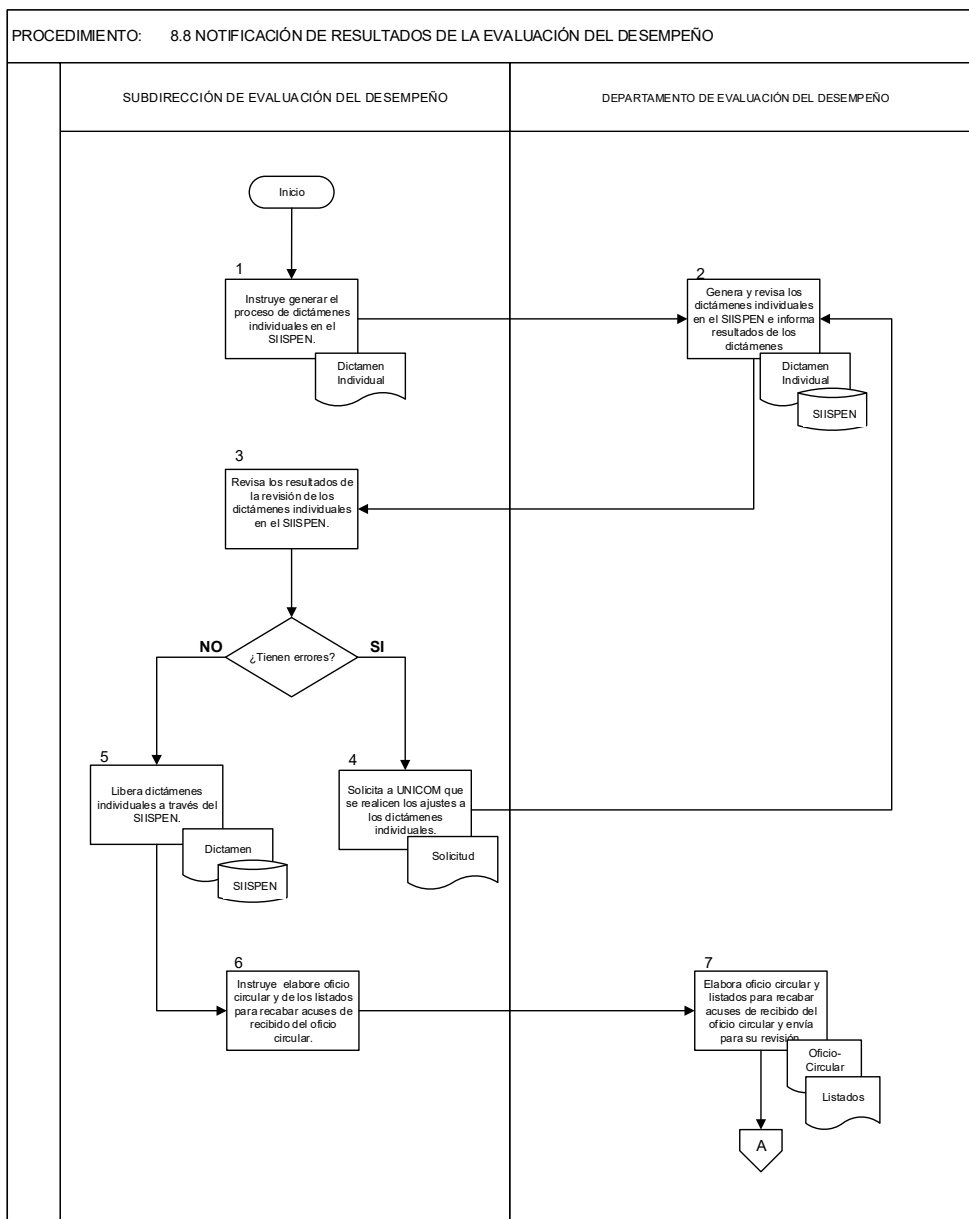 PROCEDIMIENTO: 8.8 NOTIFICACIÓN DE RESULTADOS DE LA EVALUACIÓN DEL DESEMPEÑO
SUBDIRECCIÓN DE EVALUACIÓN DEL DESEMPEÑO
DEPARTAMENTO DE EVALUACIÓN DEL DESEMPEÑO
Inicio
1
Instruye generar el
proceso de dictámenes
individuales en el
SIISPEN.
Dictamen
Individual
2
Genera y revisa los
dictámenes individuales
en el SIISPEN e informa
resultados de los
dictámenes
Dictamen
Individual
SIISPEN
3
Revisa los resultados de
la revisión de los
dictámenes individuales
en el SIISPEN.
¿Tienen errores?
NO
SI
5
Libera dictámenes
individuales a través del
SIISPEN.
Dictamen
SIISPEN
4
Solicita a UNICOM que
se realicen los ajustes a
los dictámenes
individuales.
Solicitud
6
Instruye elabore oficio
circular y de los listados
para recabar acuses de
recibido del oficio
circular.
7
Elabora oficio circular y
listados para recabar
acuses de recibido del
oficio circular y envía
para su revisión
Oficio-
Circular
Listados
A